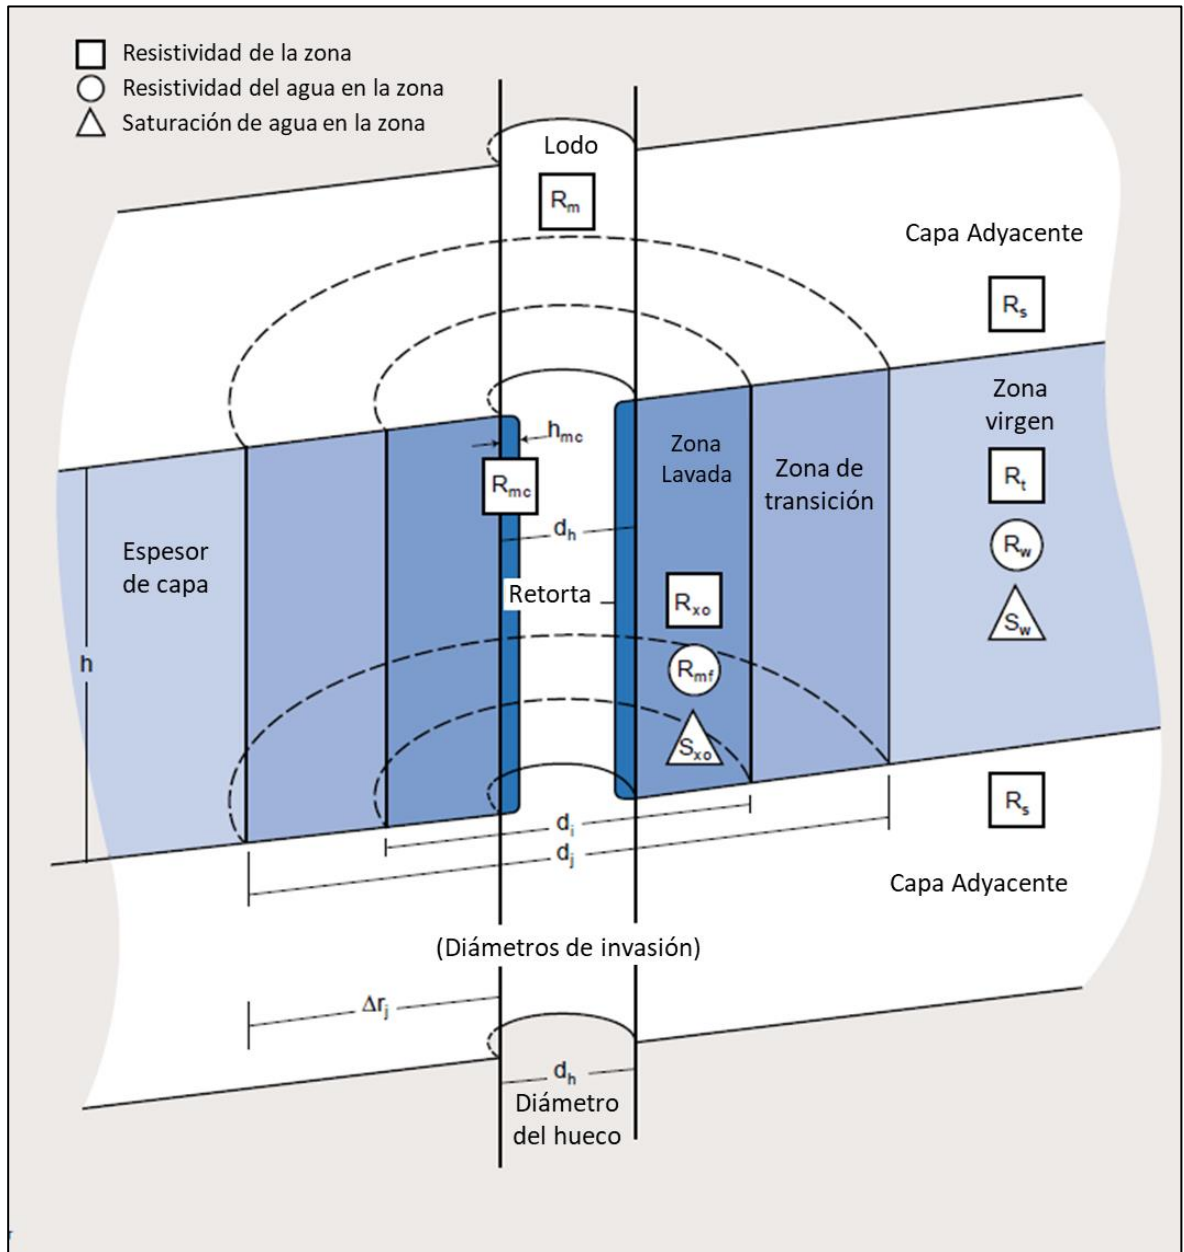 Resistividad de la zona
Resistividad del agua en la zona
Saturación de agua en la zona
Lodo
Rm
Capa Adyacente
Rs
Zona
virgen
Rt
Rw
Sw
hmc
Rmc
Zona
Lavada
Zona de
transición
dh
Espesor
de capa
Retorta
Rxo
Rmf
Sxo
h
Rs
di
dj
Capa Adyacente
(Diámetros de invasión)
Δrj
dh
Diámetro
del hueco